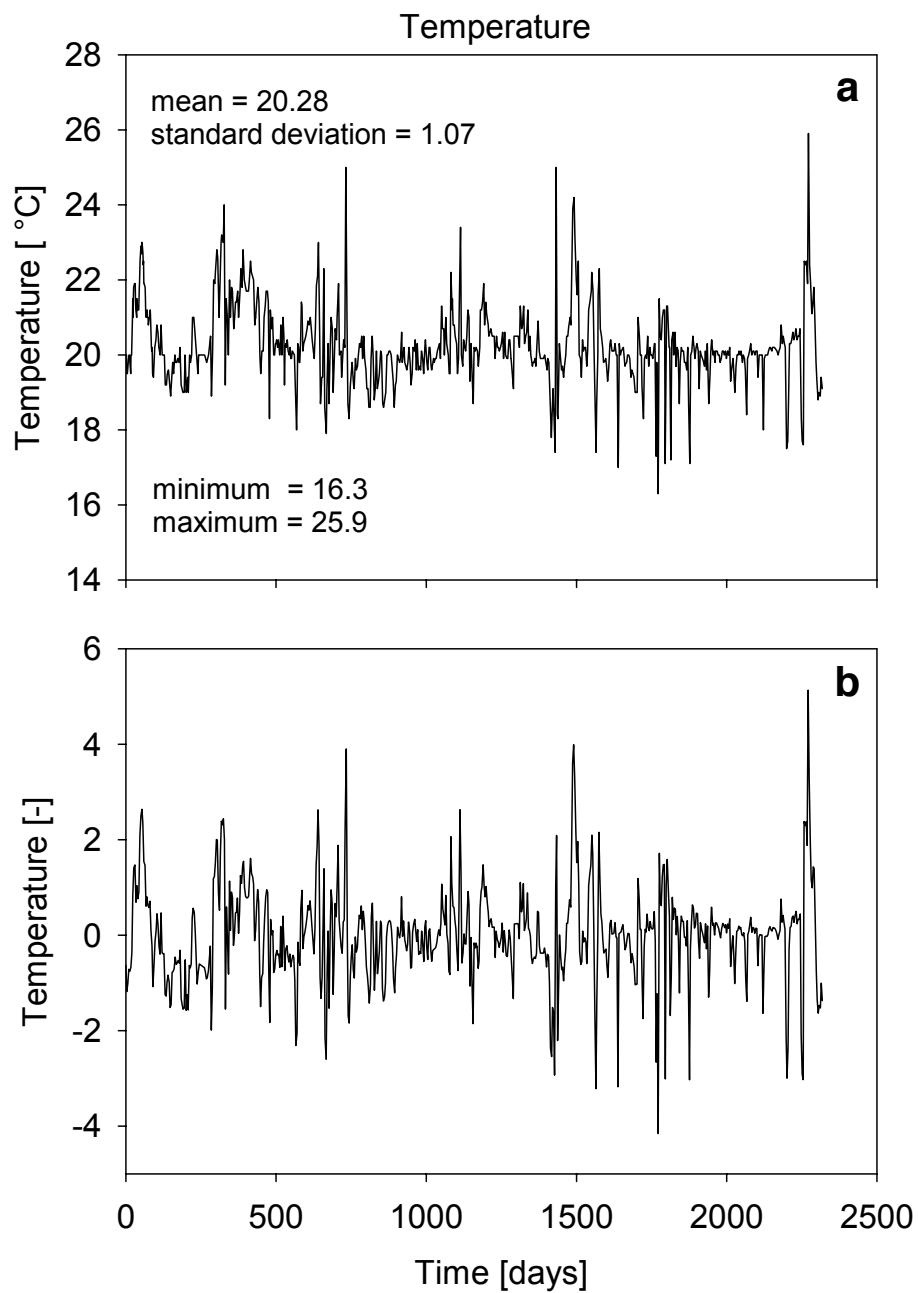 Temperature
28
26
24
22
20
18
16
14
Temperature [ °C]
a
mean = 20.28
standard deviation = 1.07
minimum = 16.3
maximum = 25.9
6
4
2
0
-2
-4
Temperature [-]
b
0 500 1000 1500 2000 2500
Time [days]